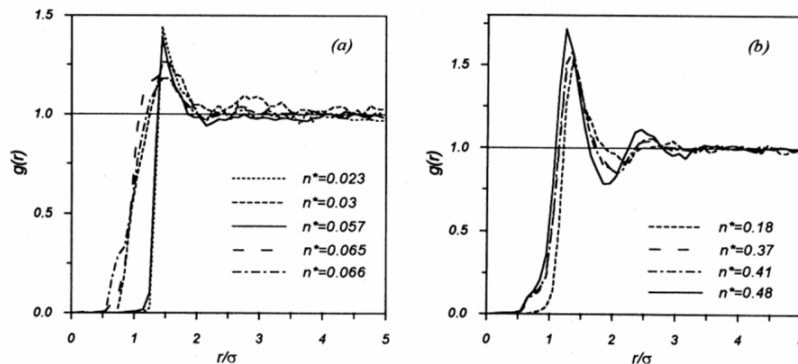 1.5
(a)
1.0
g(r)
0.5
n*=0.023
n*=0.03
n*=0.057
n*=0.065
n*=0.066
0.0
0
1
2
3
4
5
r/σ
(b)
1.5
1.0
g(r)
0.5
n*=0.18
n*=0.37
n*=0.41
n*=0.48
0.0
0
1
2
3
4
5
r/σ